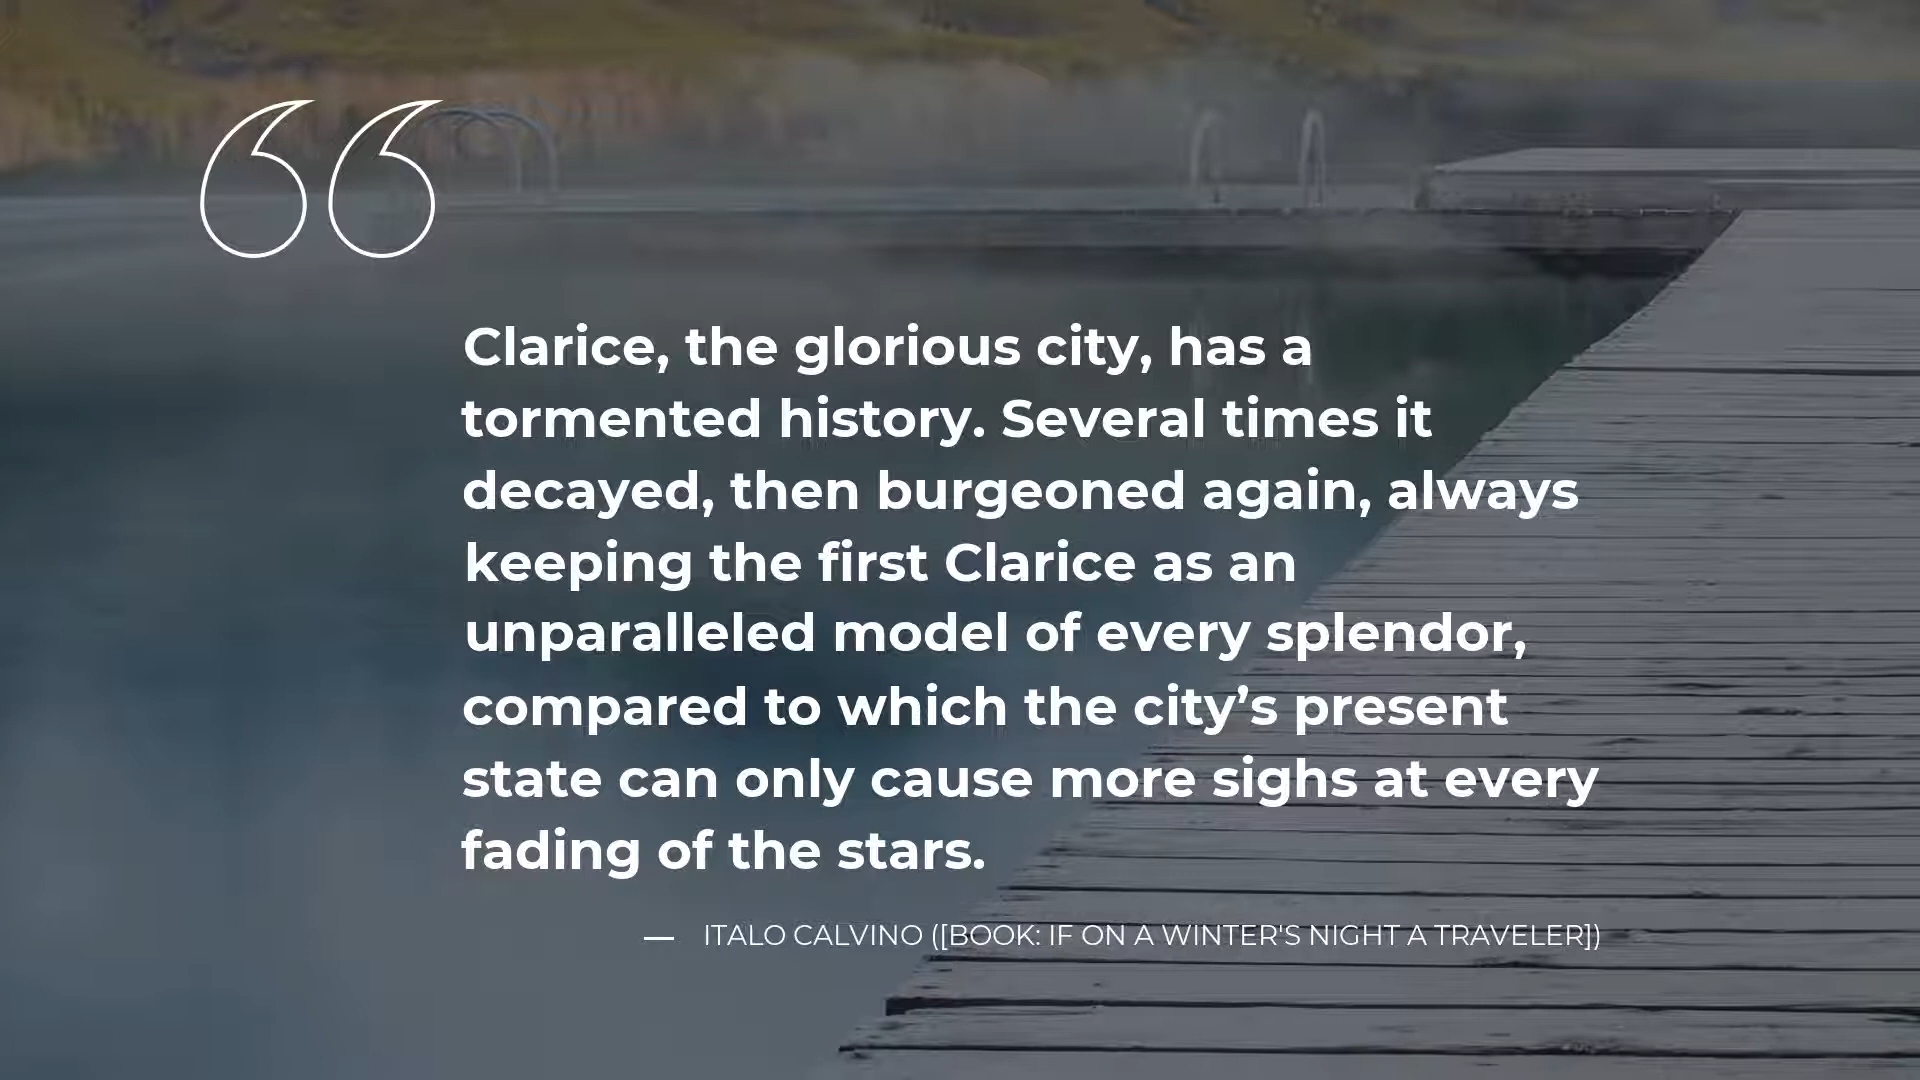 Clarice, the glorious city, has a
tormented history. Several times it
decayed, then burgeoned again, always
keeping the first Clarice as an
unparalleled model of every splendor,
compared to which the city’s present
state can only cause more sighs at every
fading of the stars.
— ITALO CALVINO ([BOOK: IF ON A WINTER'S NIGHT A TRAVELER])